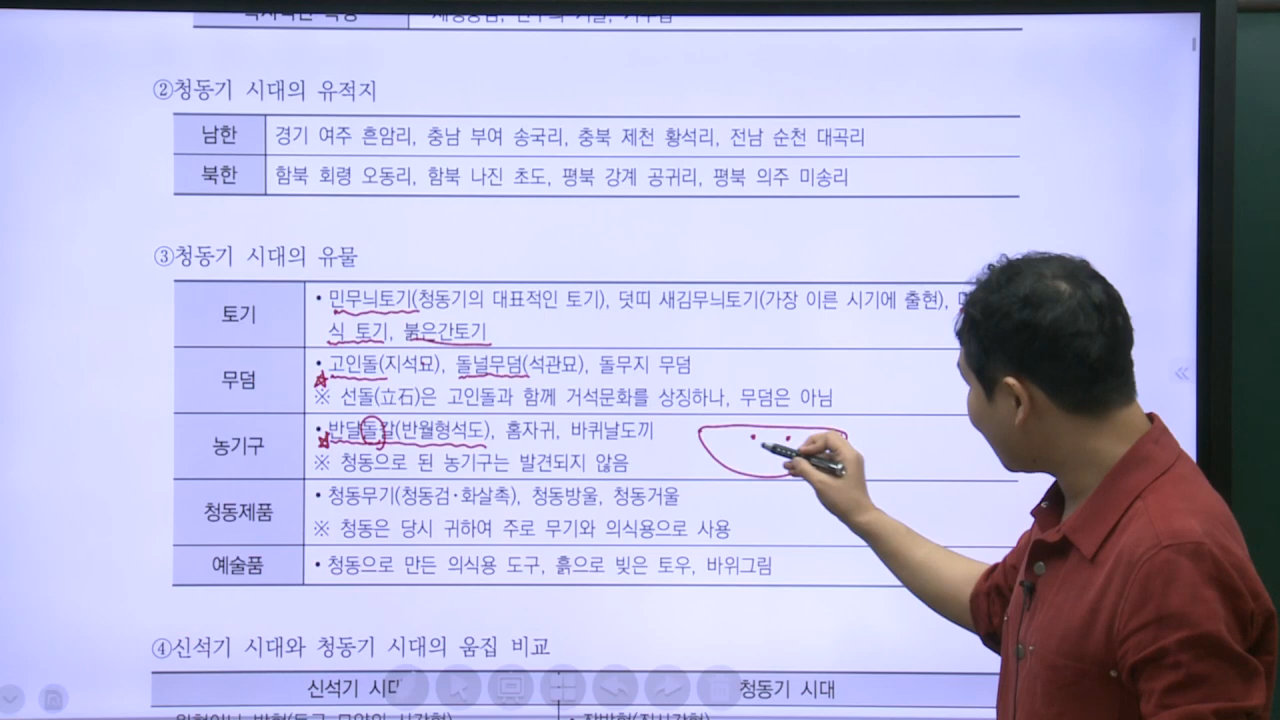 ②청동기 시대의 유적지
남한 경기 여주 흔암리, 충남 부여 송국리, 충북 제천 황석리, 전남 순천 대곡리
북한 함북 회령 오동리, 함북 나진 초도, 평북 강계 공귀리, 평북 의주 미송리
③청동기 시대의 유물
토기 • 민무늬토기(청동기의 대표적인 토기), 덧띠 새김무늬토기(가장 이른 시기에 출현),
식 토기, 붉은간토기
무덤 • 고인돌(지석묘), 돌널무덤(석관묘), 돌무지 무덤
※ 선돌(立石)은 고인돌과 함께 거석문화를 상징하나, 무덤은 아님
농기구 • 반달돌칼(반월형석도), 홈자귀, 바퀴날도끼
※ 청동으로 된 농기구는 발견되지 않음
청동제품 • 청동무기(청동검·화살촉), 청동방울, 청동거울
※ 청동은 당시 귀하여 주로 무기와 의식용으로 사용
예술품 • 청동으로 만든 의식용 도구, 흙으로 빚은 토우, 바위그림
④신석기 시대와 청동기 시대의 움집 비교
신석기 시대 청동기 시대